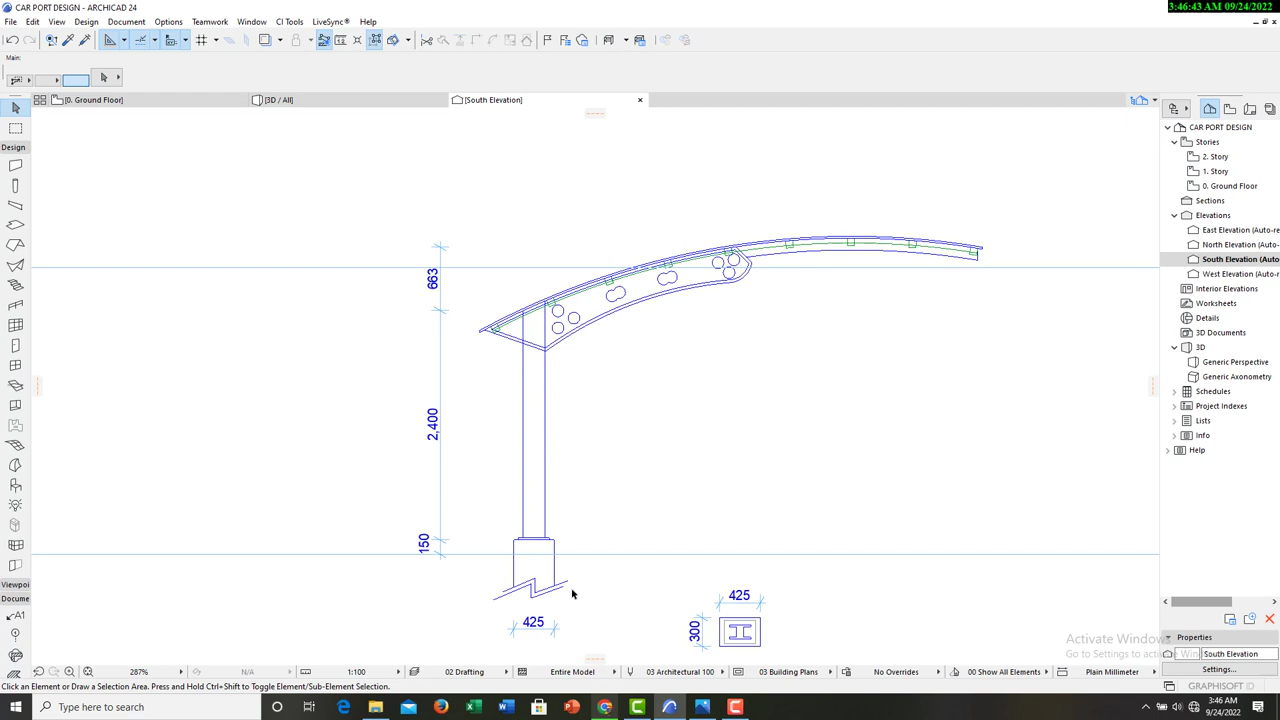 CAR PORT DESIGN - ARCHICAD 24
3:46:43 AM 09/24/2022
File Edit View Design Document Options Teamwork Window CI Tools LiveSync® Help
Main:
[0. Ground Floor]
[3D / All]
[South Elevation]
CAR PORT DESIGN
Stories
2. Story
1. Story
0. Ground Floor
Sections
Elevations
East Elevation (Auto-re
North Elevation (Auto-
South Elevation (Auto
West Elevation (Auto-r
Interior Elevations
Worksheets
Details
3D Documents
3D
Generic Perspective
Generic Axonometry
Schedules
Project Indexes
Lists
Info
Help
Design
Viewpoi
Docume
663
2,400
150
425
425
300
Activate Windows
Go to Settings to activate Win
Properties
South Elevation
Settings...
287%
N/A
1:100
02 Drafting
Entire Model
03 Architectural 100
03 Building Plans
No Overrides
00 Show All Elements
Plain Multimeter
Click an Element or Draw a Selection Area. Press and Hold Ctrl+Shift to Toggle Element/Sub-Element Selection.
GRAPHISOFT
Type here to search
3:46 AM
9/24/2022